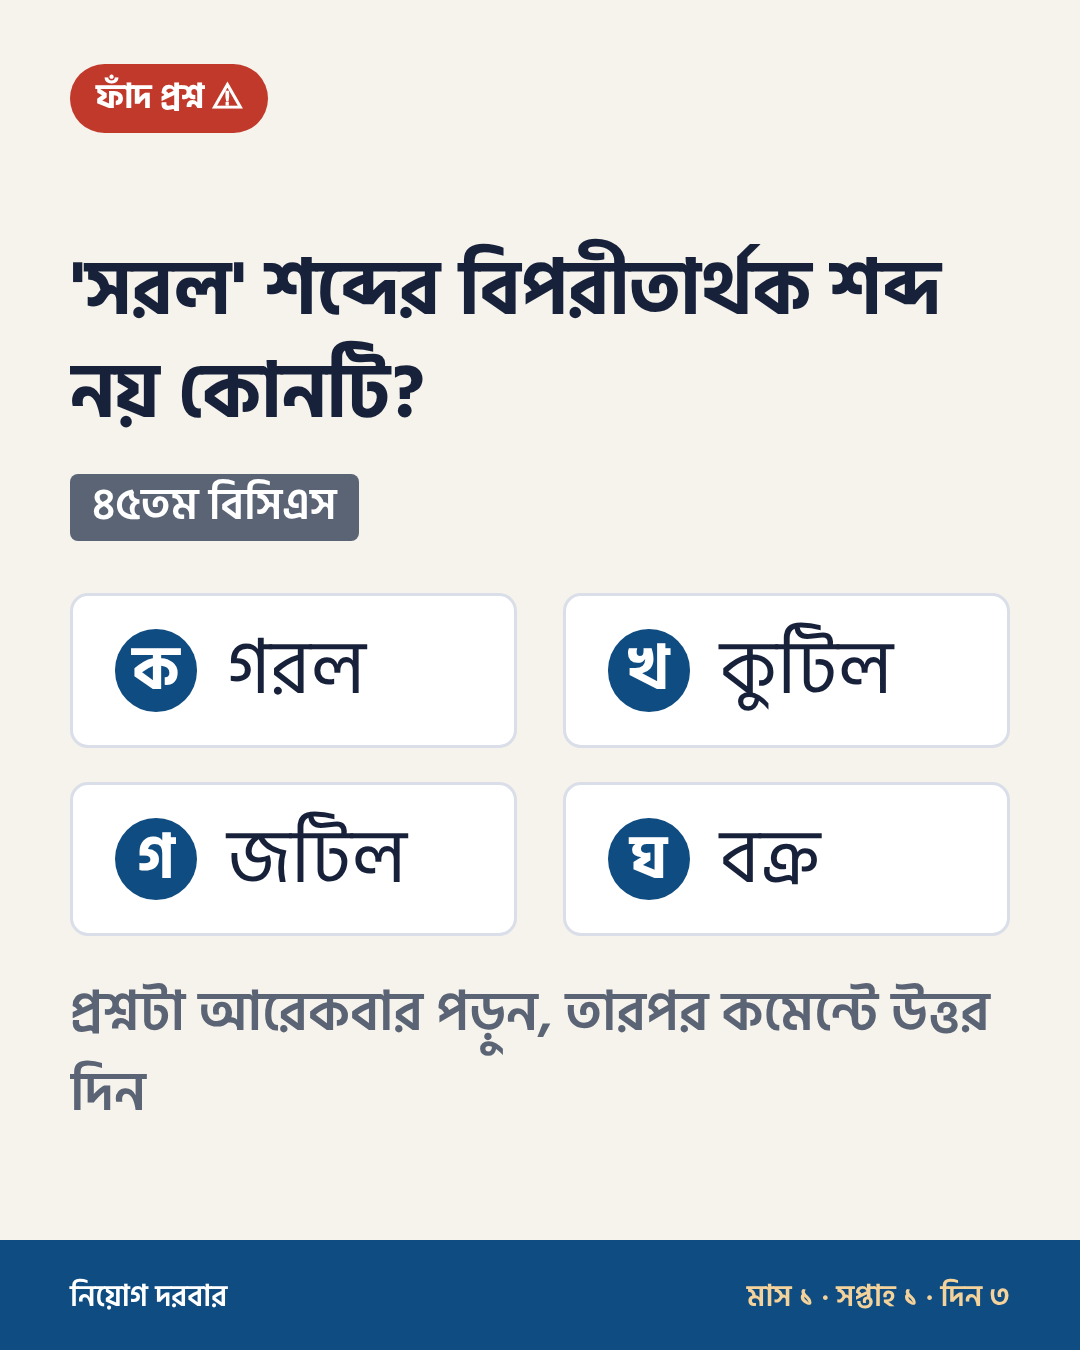 ফাঁদ প্রশ্ন ⚠
'সরল' শব্দের বিপরীতার্থক শব্দ
নয় কোনটি?
৪৫তম বিসিএস
ক গরল
খ কুটিল
গ জটিল
ঘ বক্র
প্রশ্নটা আরেকবার পড়ুন, তারপর কমেন্টে উত্তর
দিন
নিয়োগ দরবার
মাস ১ · সপ্তাহ ১ · দিন ৩